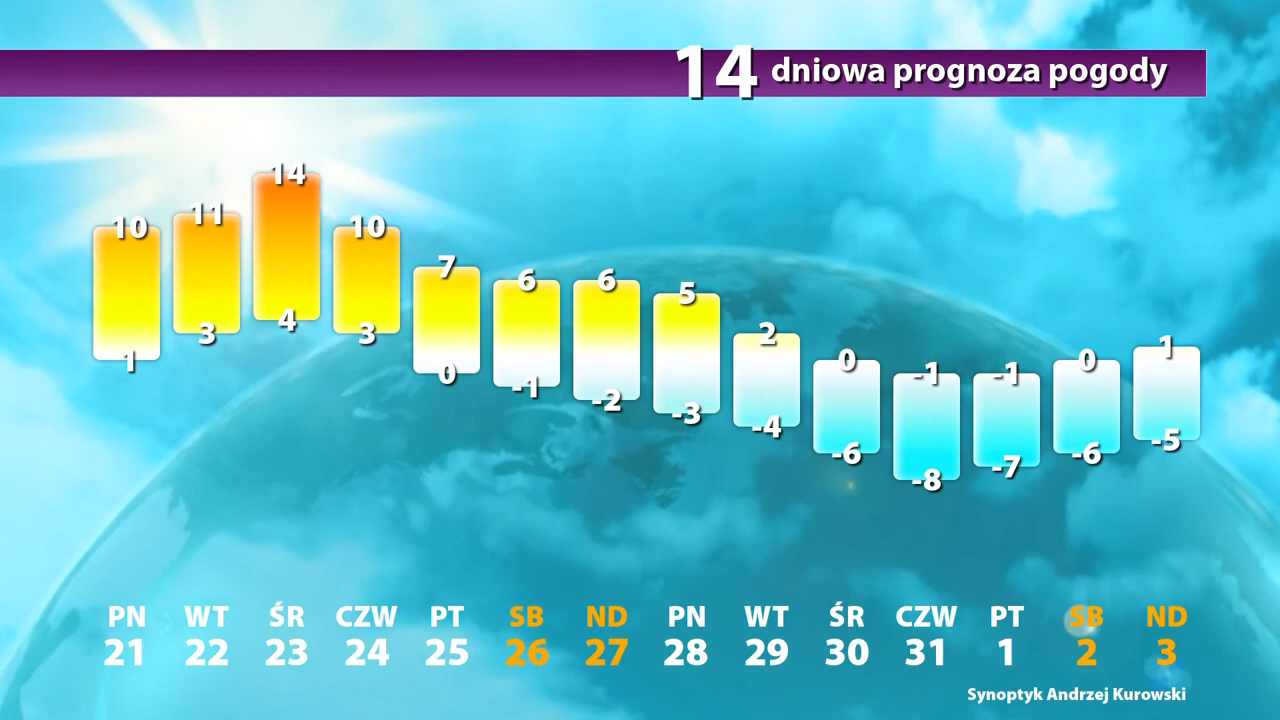 14 dniowa prognoza pogody
10 11 14 10 7 6 6 5 2 0 -1 -1 0 1
1 3 4 3 0 -1 -2 -3 -4 -6 -8 -7 -6 -5
PN WT ŚR CZW PT SB ND PN WT ŚR CZW PT SB ND
21 22 23 24 25 26 27 28 29 30 31 1 2 3
Synoptyk Andrzej Kurowski